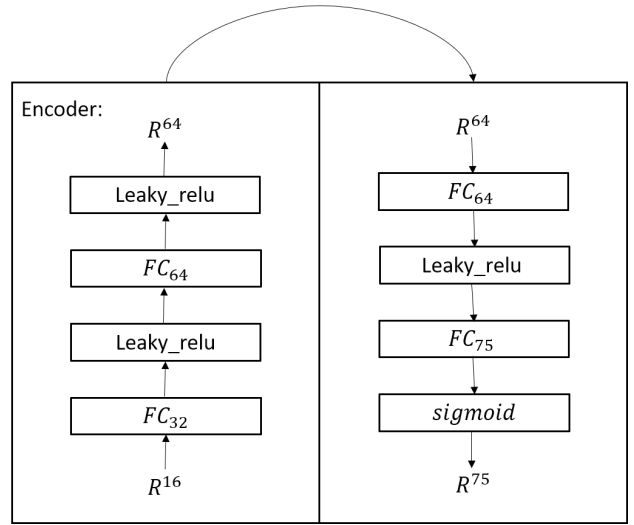 Encoder:
R^64
Leaky_relu
FC_64
Leaky_relu
FC_32
R^16
R^64
FC_64
Leaky_relu
FC_75
sigmoid
R^75